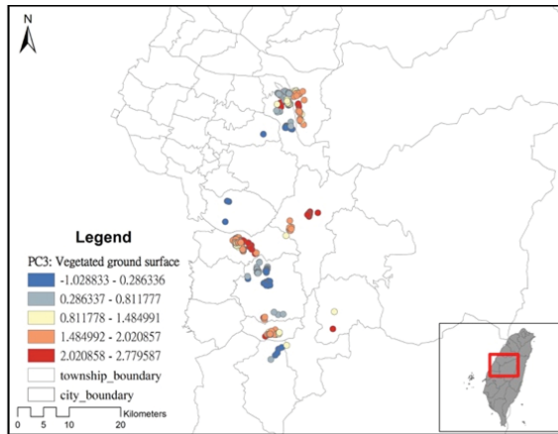 N
Legend
PC3: Vegetated ground surface
-1.028833 - 0.286336
0.286337 - 0.811777
0.811778 - 1.484991
1.484992 - 2.020857
2.020858 - 2.779587
township_boundary
city_boundary
Kilometers
0 5 10 20